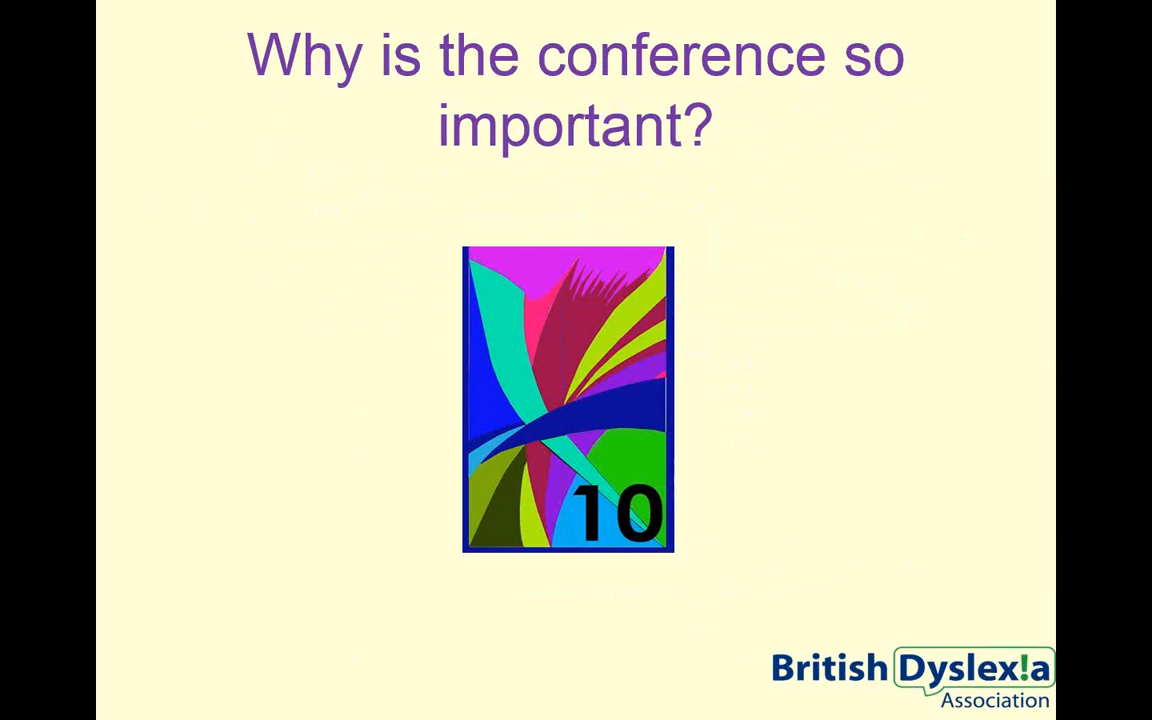 Why is the conference so
important?
10
British Dyslex!a
Association